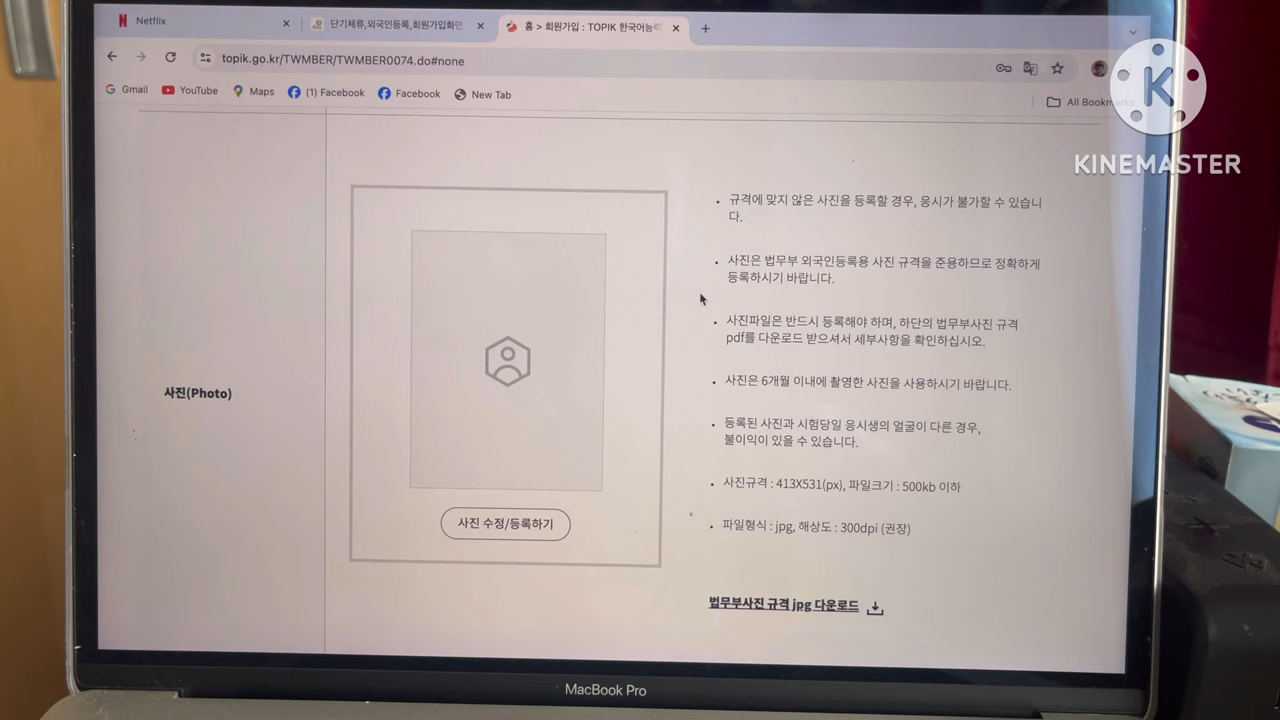 Netflix
단기체류,외국인등록,회원가입화면
홈 > 회원가입 : TOPIK 한국어능력
topik.go.kr/TWMBER/TWMBER0074.do#none
Gmail
YouTube
Maps
(1) Facebook
Facebook
New Tab
All Bookmarks
K
KINEMASTER
사진(Photo)
사진 수정/등록하기
규격에 맞지 않은 사진을 등록할 경우, 응시가 불가할 수 있습니
다.
사진은 법무부 외국인등록용 사진 규격을 준용하므로 정확하게
등록하시기 바랍니다.
사진파일은 반드시 등록해야 하며, 하단의 법무부사진 규격
pdf를 다운로드 받으셔서 세부사항을 확인하십시오.
사진은 6개월 이내에 촬영한 사진을 사용하시기 바랍니다.
등록된 사진과 시험당일 응시생의 얼굴이 다른 경우,
불이익이 있을 수 있습니다.
사진규격 : 413X531(px), 파일크기 : 500kb 이하
파일형식 : jpg, 해상도 : 300dpi (권장)
법무부사진 규격 jpg 다운로드
MacBook Pro